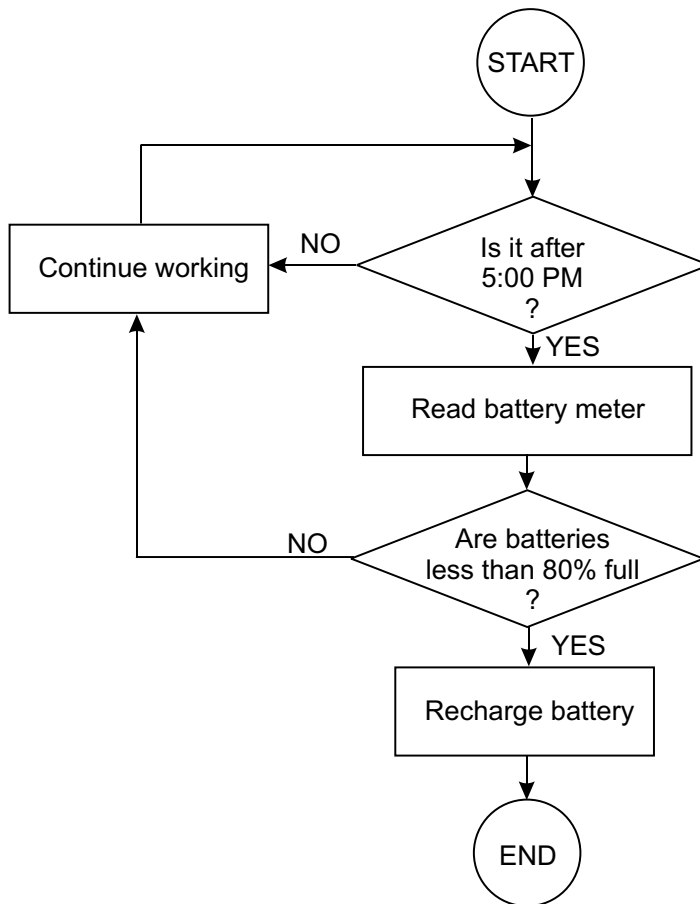 START
Is it after
5:00 PM
?
NO
Continue working
YES
Read battery meter
Are batteries
less than 80% full
?
NO
YES
Recharge battery
END